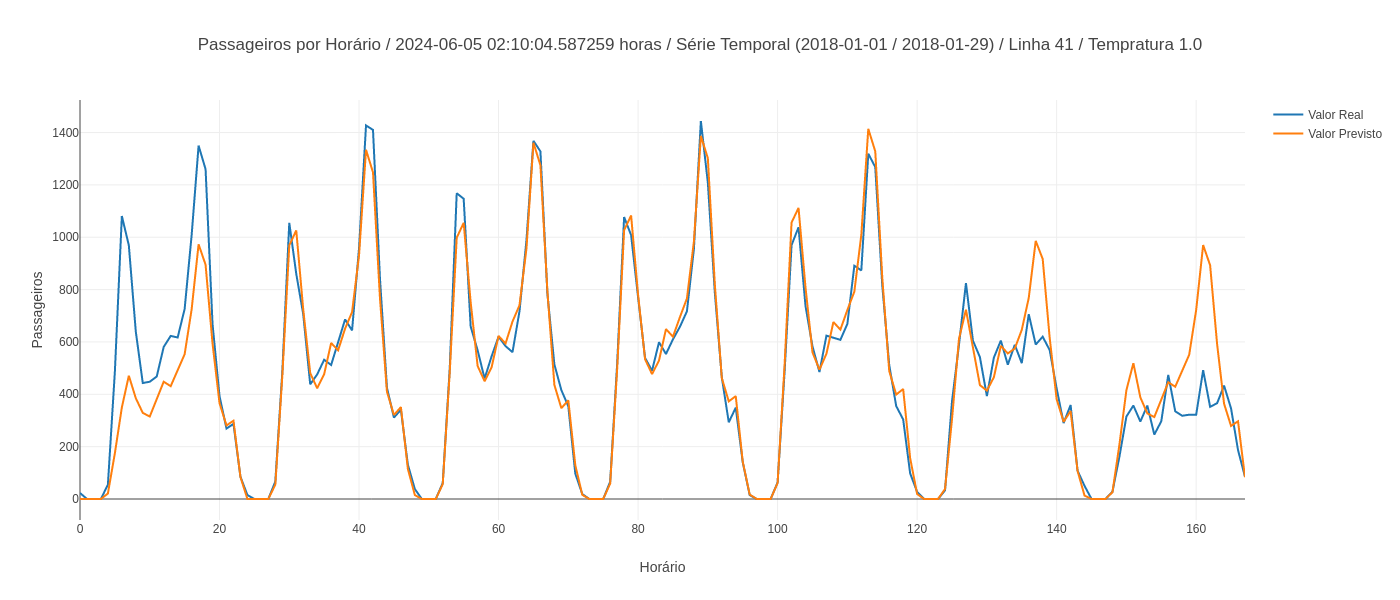 Passageiros por Horário / 2024-06-05 02:10:04.587259 horas / Série Temporal (2018-01-01 / 2018-01-29) / Linha 41 / Tempratura 1.0
Valor Real
Valor Previsto
1400
1200
1000
800
600
400
200
0
Passageiros
0 20 40 60 80 100 120 140 160
Horário